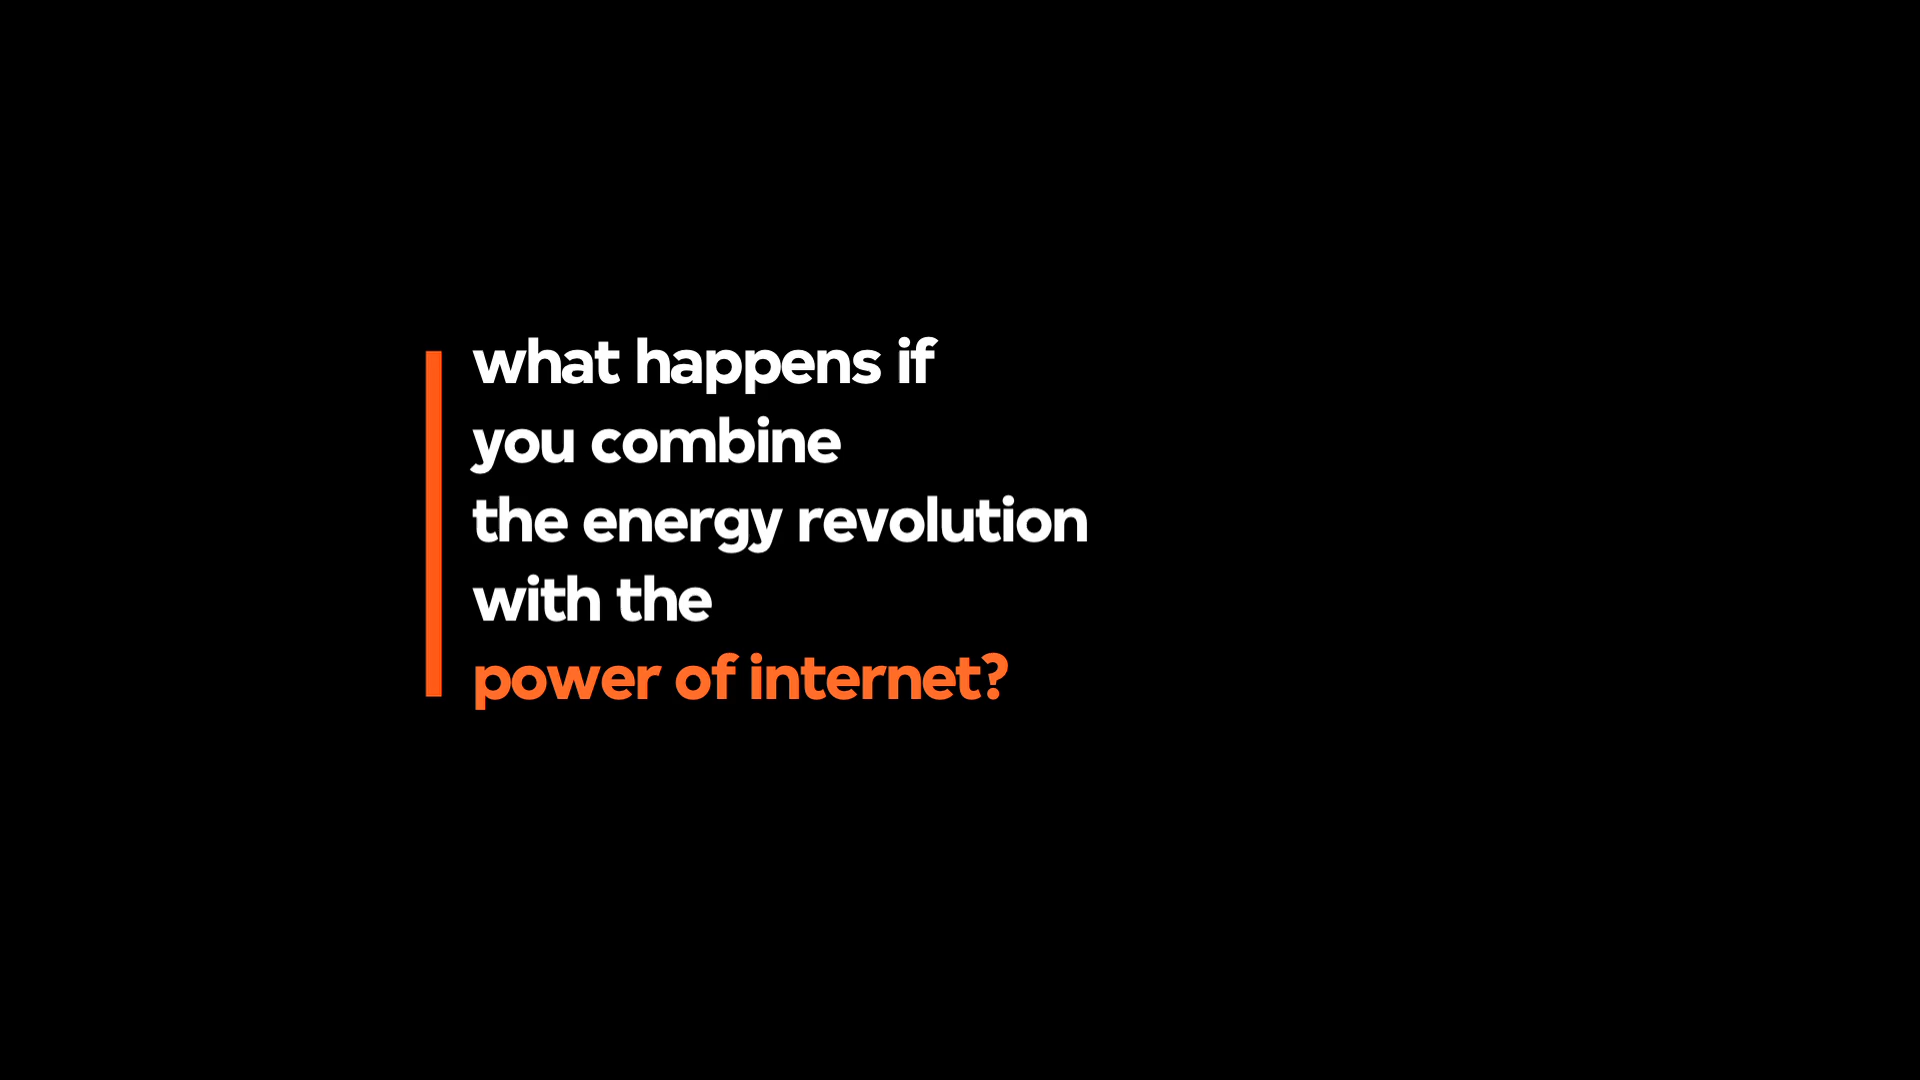 what happens if
you combine
the energy revolution
with the
power of internet?